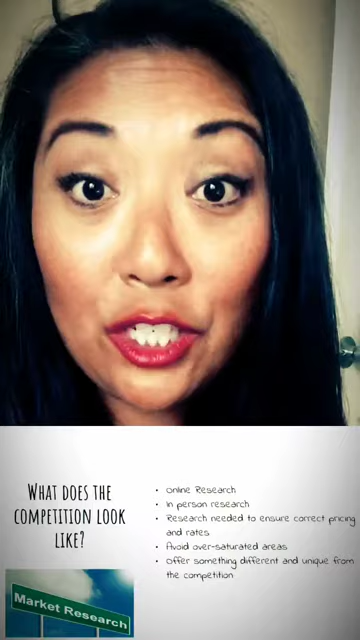 WHAT DOES THE
COMPETITION LOOK
LIKE?
Online Research
In person research
Research needed to ensure correct pricing
and rates
Avoid over-saturated areas
Offer something different and unique from
the competition
Market Research